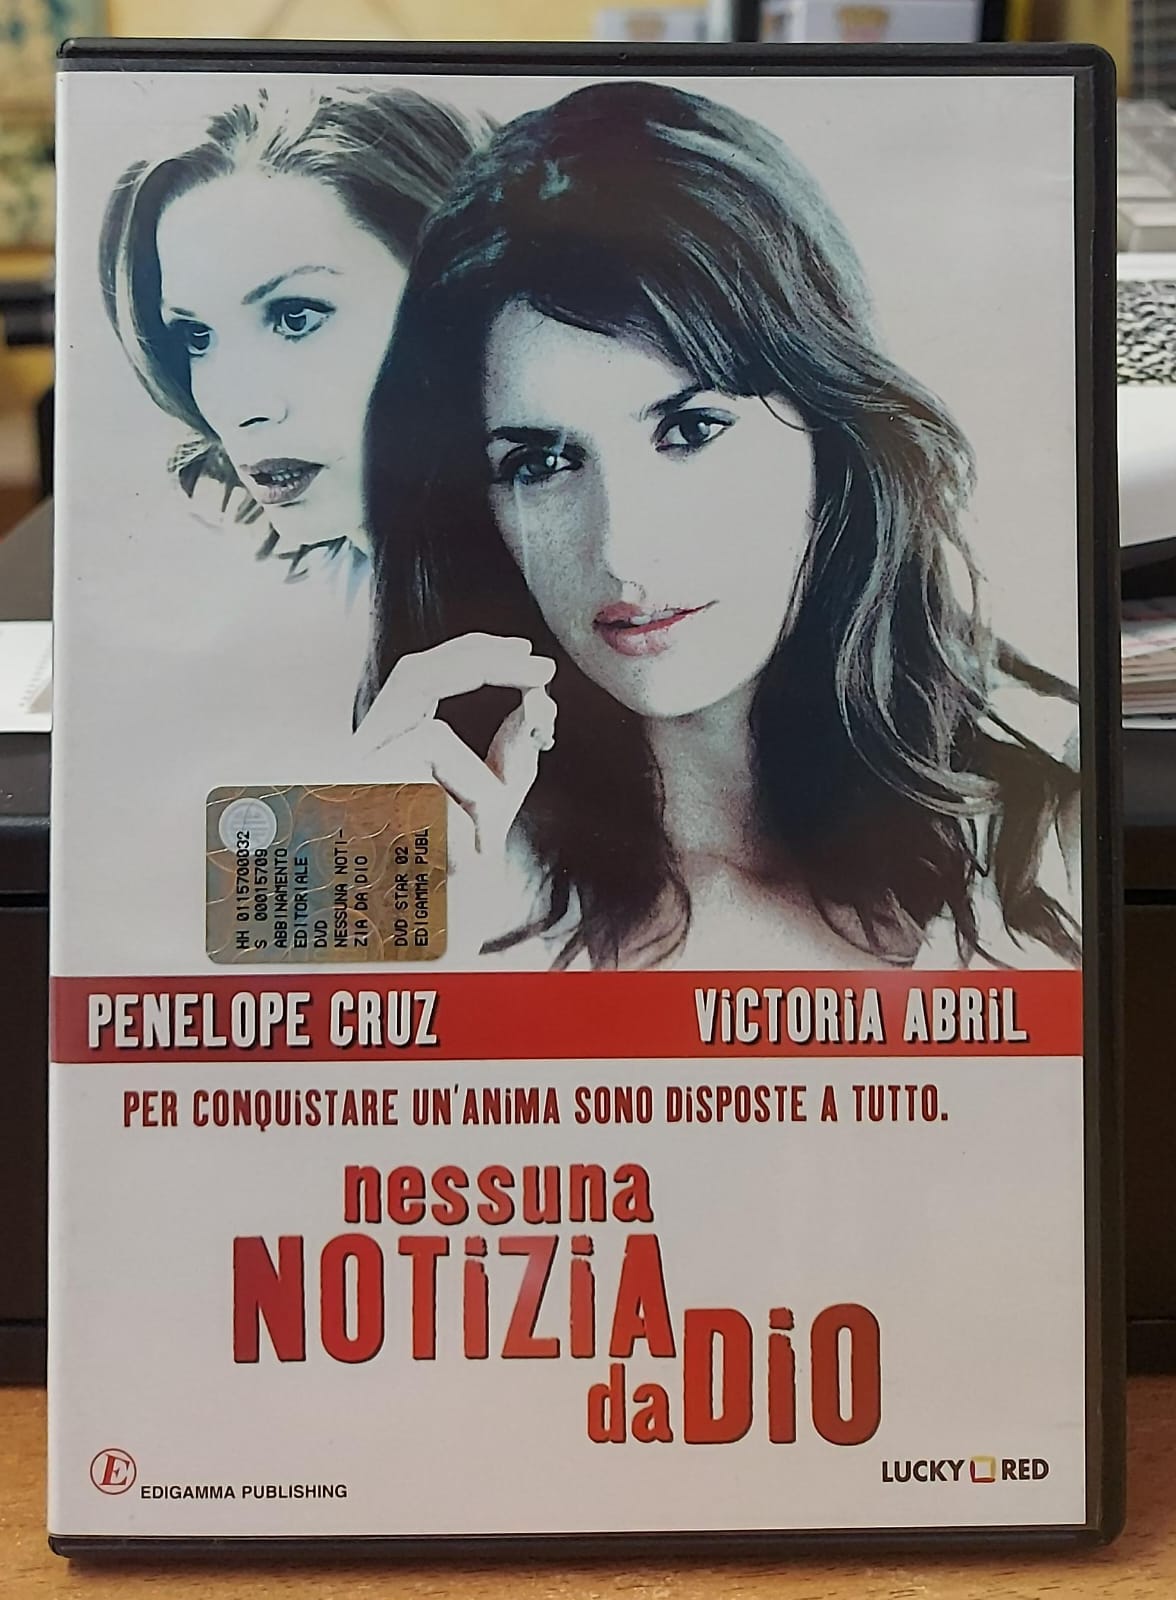 HH 0115700032
S 00015709
ABBINAMENTO
EDITORIALE
DVD
NESSUNA NOTI-
ZIA DA DIO
DVD STAR 02
EDIGAMMA PUBL
PENELOPE CRUZ
ViCTORiA ABRiL
PER CONQUiSTARE UN'ANiMA SONO DiSPOSTE A TUTTO.
nessuna
NOTiZiA
daDiO
E
EDIGAMMA PUBLISHING
LUCKY RED